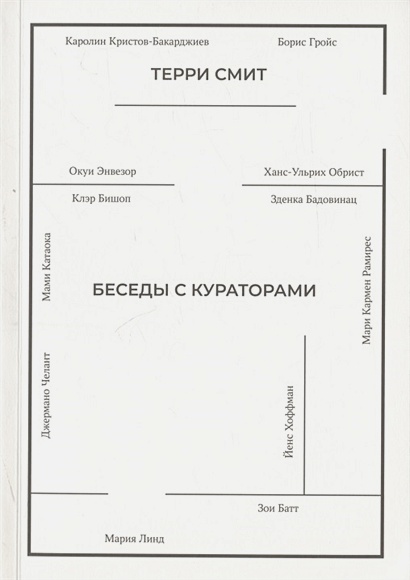 Каролин Кристов-Бакарджиев
Борис Гройс
ТЕРРИ СМИТ
Окуи Энвезор
Ханс-Ульрих Обрист
Клэр Бишоп
Зденка Бадовинац
Мами Катаока
Мари Кармен Рамирес
БЕСЕДЫ С КУРАТОРАМИ
Джермано Челант
Йенс Хоффман
Зои Батт
Мария Линд